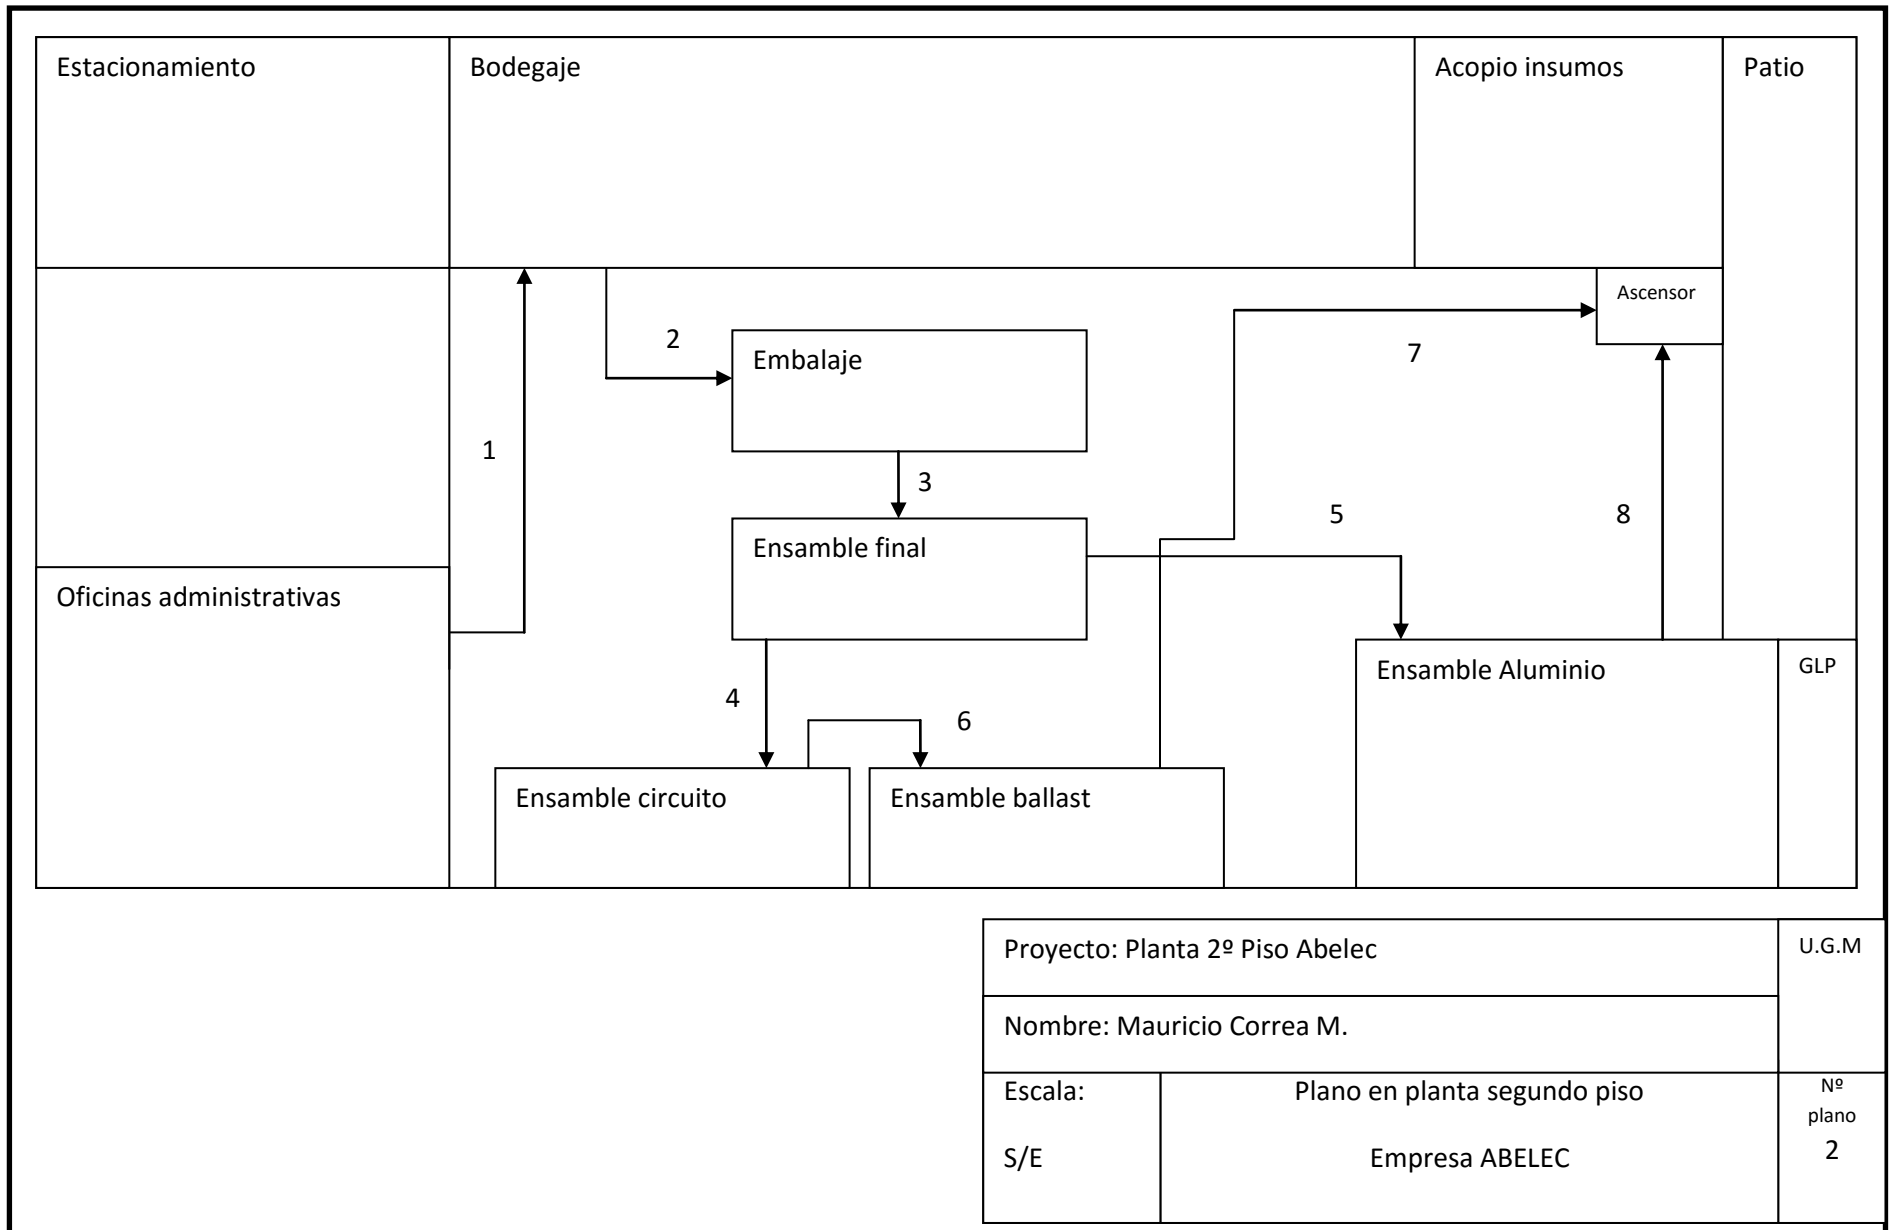 Estacionamiento
Bodegaje
Acopio insumos
Patio
Ascensor
2
Embalaje
7
1
3
5
8
Ensamble final
Oficinas administrativas
Ensamble Aluminio
GLP
4
6
Ensamble circuito
Ensamble ballast
Proyecto: Planta 2º Piso Abelec
U.G.M
Nombre: Mauricio Correa M.
Escala:
S/E
Plano en planta segundo piso
Empresa ABELEC
Nº
plano
2